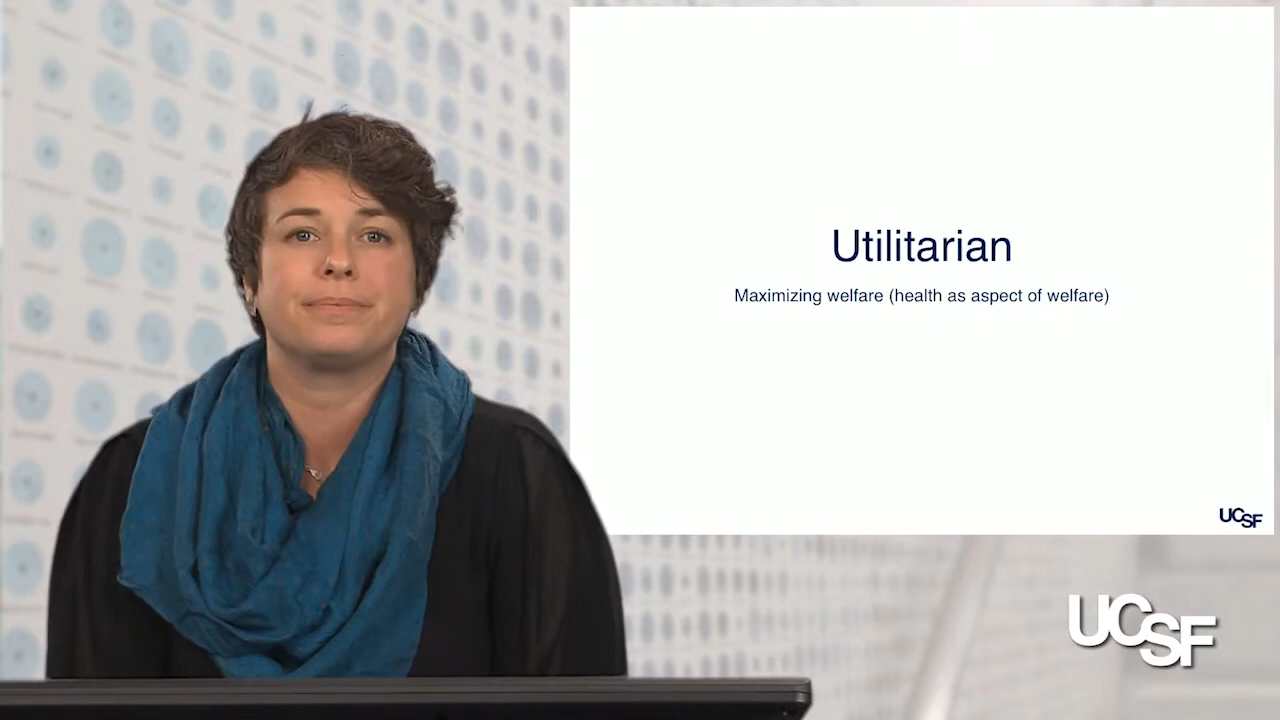 Utilitarian
Maximizing welfare (health as aspect of welfare)
UCSF
UCSF